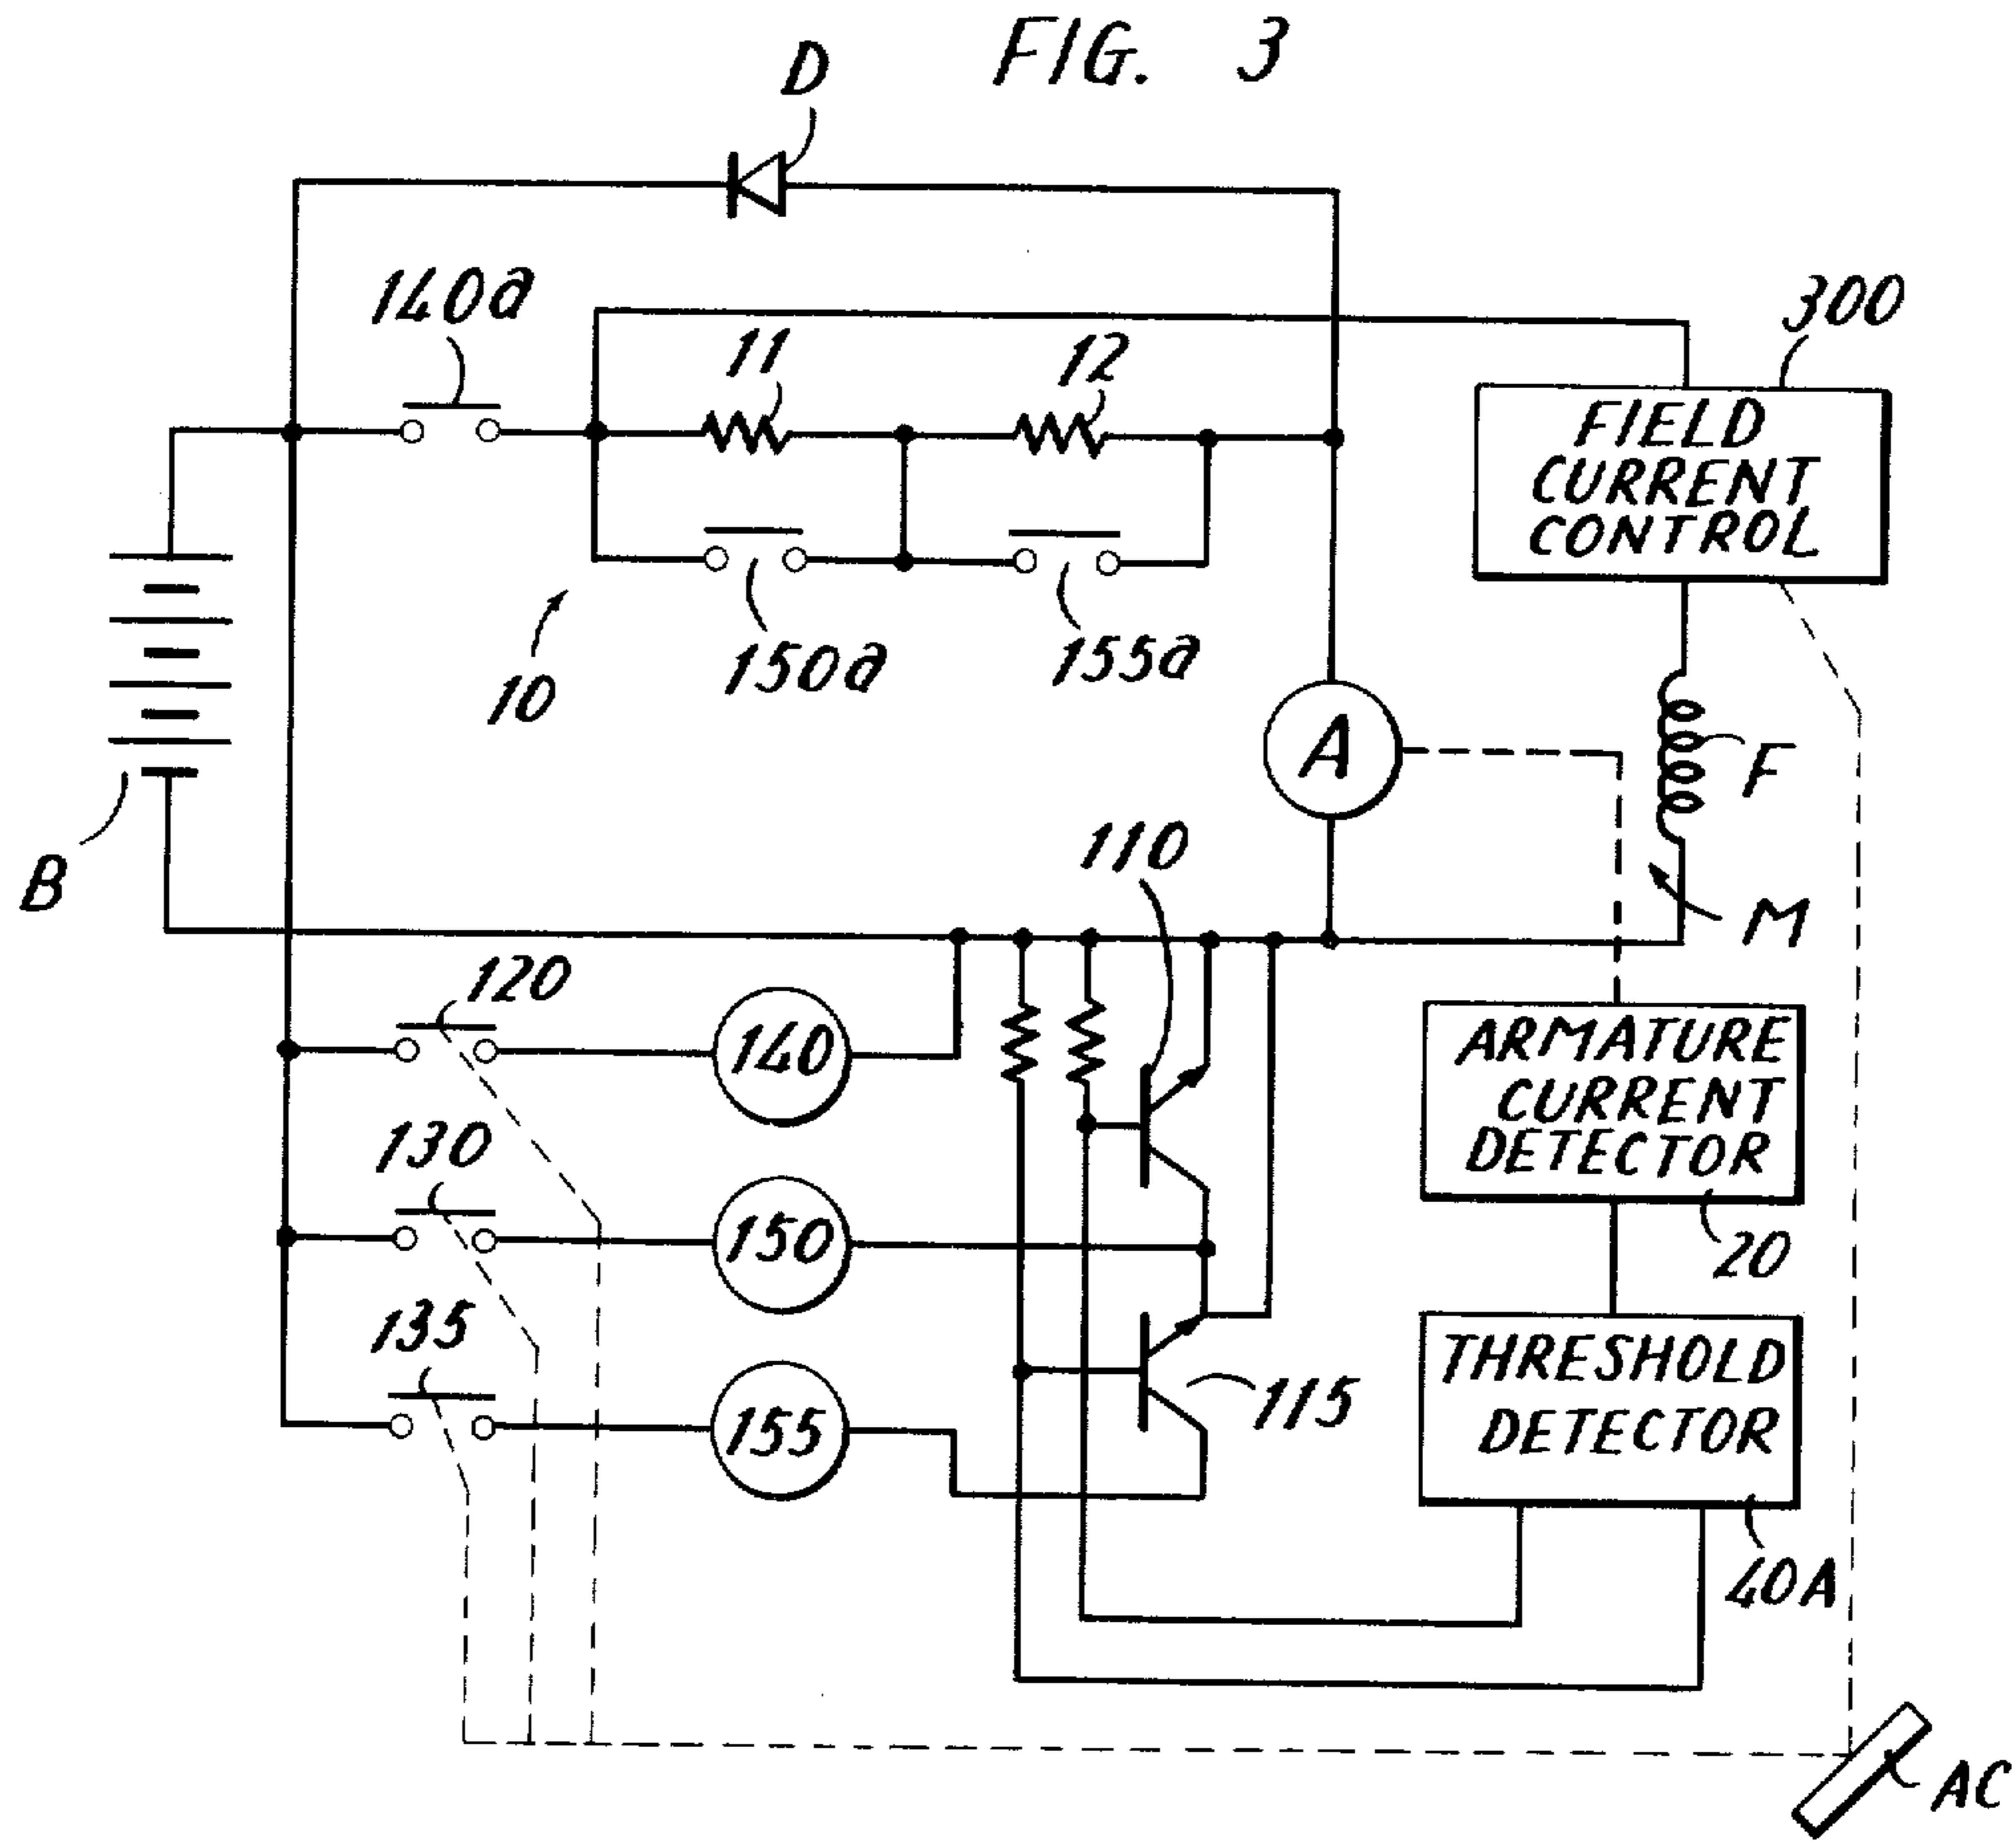 FIG. 3
D
140a
11
12
300
FIELD
CURRENT
CONTROL
150a
155a
10
A
F
B
110
M
120
140
ARMATURE
CURRENT
DETECTOR
130
150
20
135
155
115
THRESHOLD
DETECTOR
40A
AC